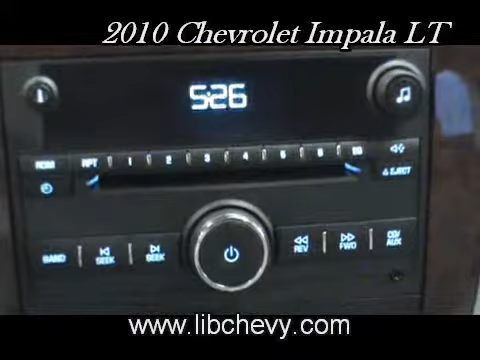 2010 Chevrolet Impala LT
5:26
RPT 1 2 3 4 5 6
EJECT
BAND SEEK SEEK REV FWD CD/
AUX
www.libchevy.com